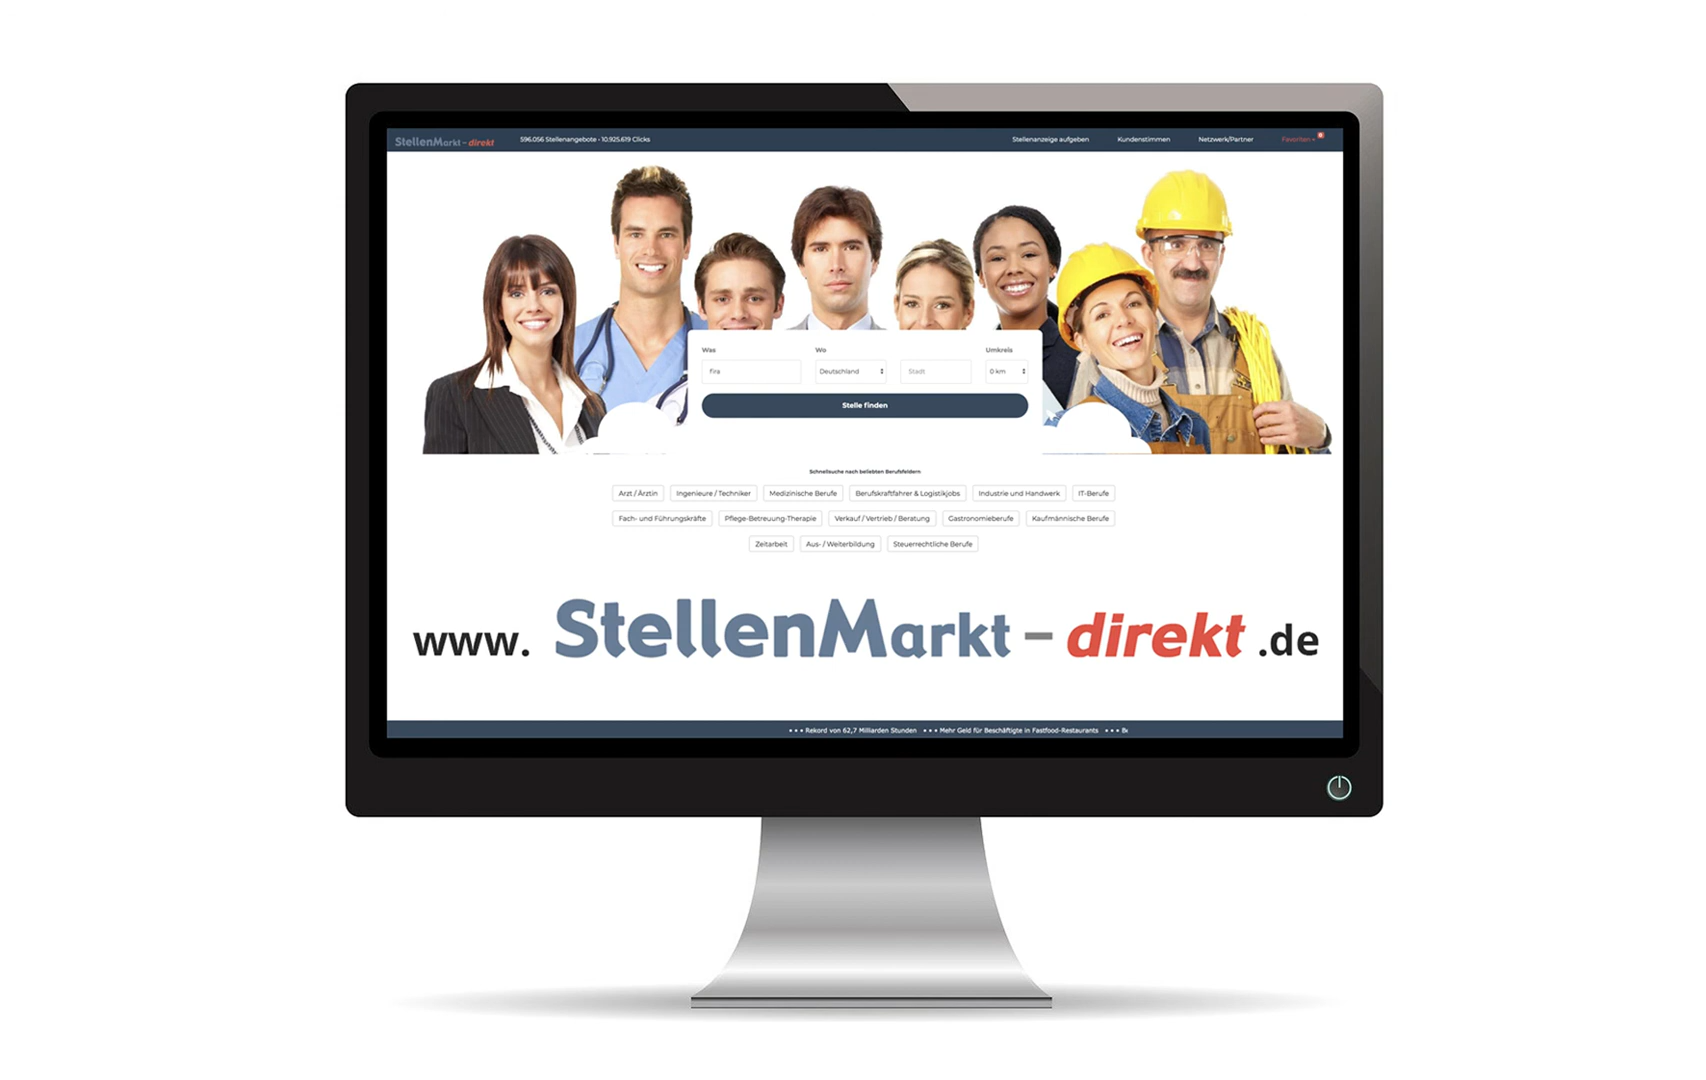 StellenMarkt - direkt 596.056 Stellenangebote • 10.925.619 Clicks Stellenanzeige aufgeben Kundenstimmen Netzwerk/Partner Favoriten
Was Wo Umkreis
fira Deutschland Stadt 0 km
Stelle finden
Schnellsuche nach beliebten Berufsfeldern
Arzt / Ärztin Ingenieure / Techniker Medizinische Berufe Berufskraftfahrer & Logistikjobs Industrie und Handwerk IT-Berufe
Fach- und Führungskräfte Pflege-Betreuung-Therapie Verkauf / Vertrieb / Beratung Gastronomieberufe Kaufmännische Berufe
Zeitarbeit Aus- / Weiterbildung Steuerrechtliche Berufe
www. StellenMarkt - direkt .de
• • • Rekord von 62,7 Milliarden Stunden • • • Mehr Geld für Beschäftigte in Fastfood-Restaurants • • •